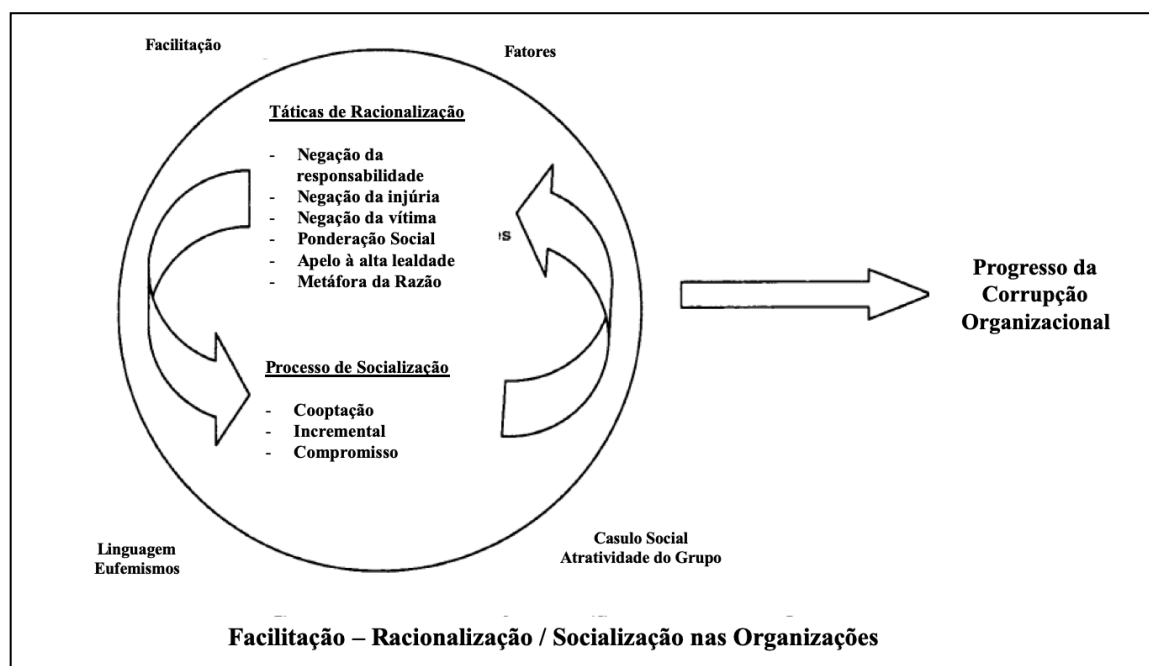 Facilitação
Fatores
Táticas de Racionalização
- Negação da
responsabilidade
- Negação da injúria
- Negação da vítima
- Ponderação Social
- Apelo à alta lealdade
- Metáfora da Razão
Processo de Socialização
- Cooptação
- Incremental
- Compromisso
Progresso da
Corrupção
Organizacional
Linguagem
Eufemismos
Casulo Social
Atratividade do Grupo
Facilitação – Racionalização / Socialização nas Organizações